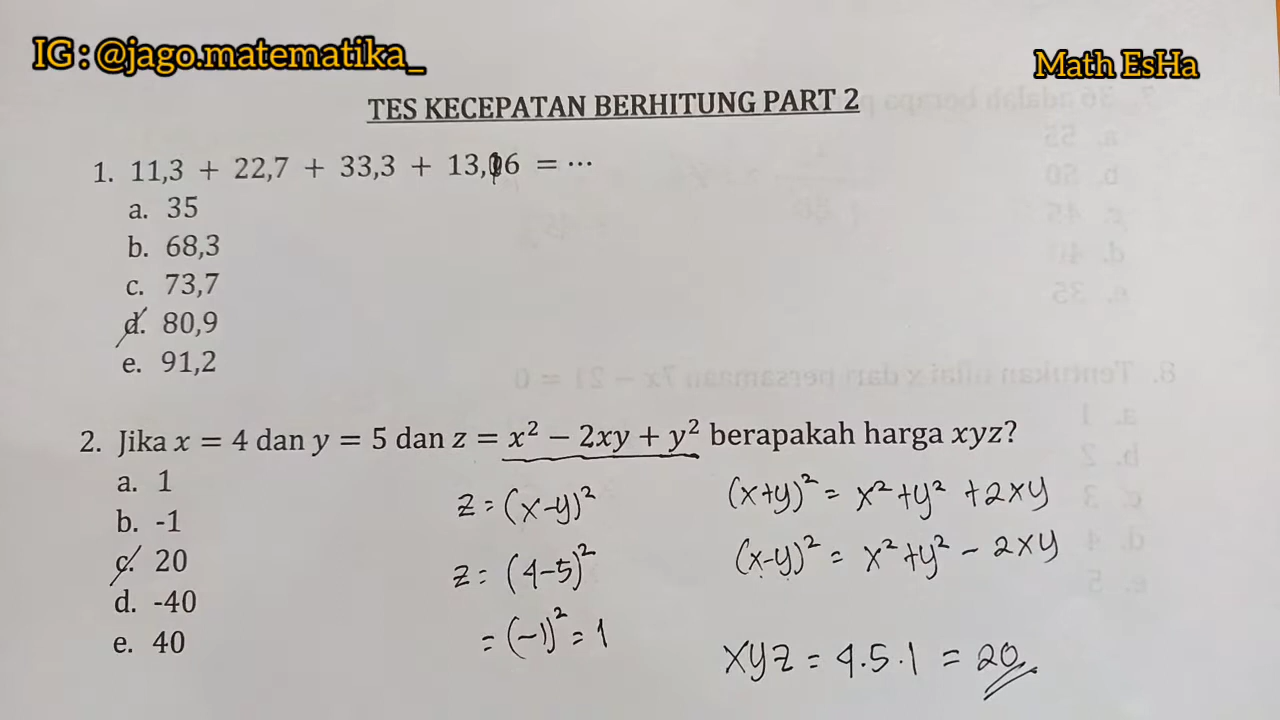 IG : @jago.matematika_
Math EsHa
TES KECEPATAN BERHITUNG PART 2
1. 11,3 + 22,7 + 33,3 + 13,6 = ⋯
a. 35
b. 68,3
c. 73,7
d. 80,9
e. 91,2
2. Jika x = 4 dan y = 5 dan z = x² − 2xy + y² berapakah harga xyz?
a. 1
b. -1
c. 20
d. -40
e. 40
z = (x-y)²
z = (4-5)²
= (-1)² = 1
(x+y)² = x² + y² + 2xy
(x-y)² = x² + y² - 2xy
xyz = 4.5.1 = 20